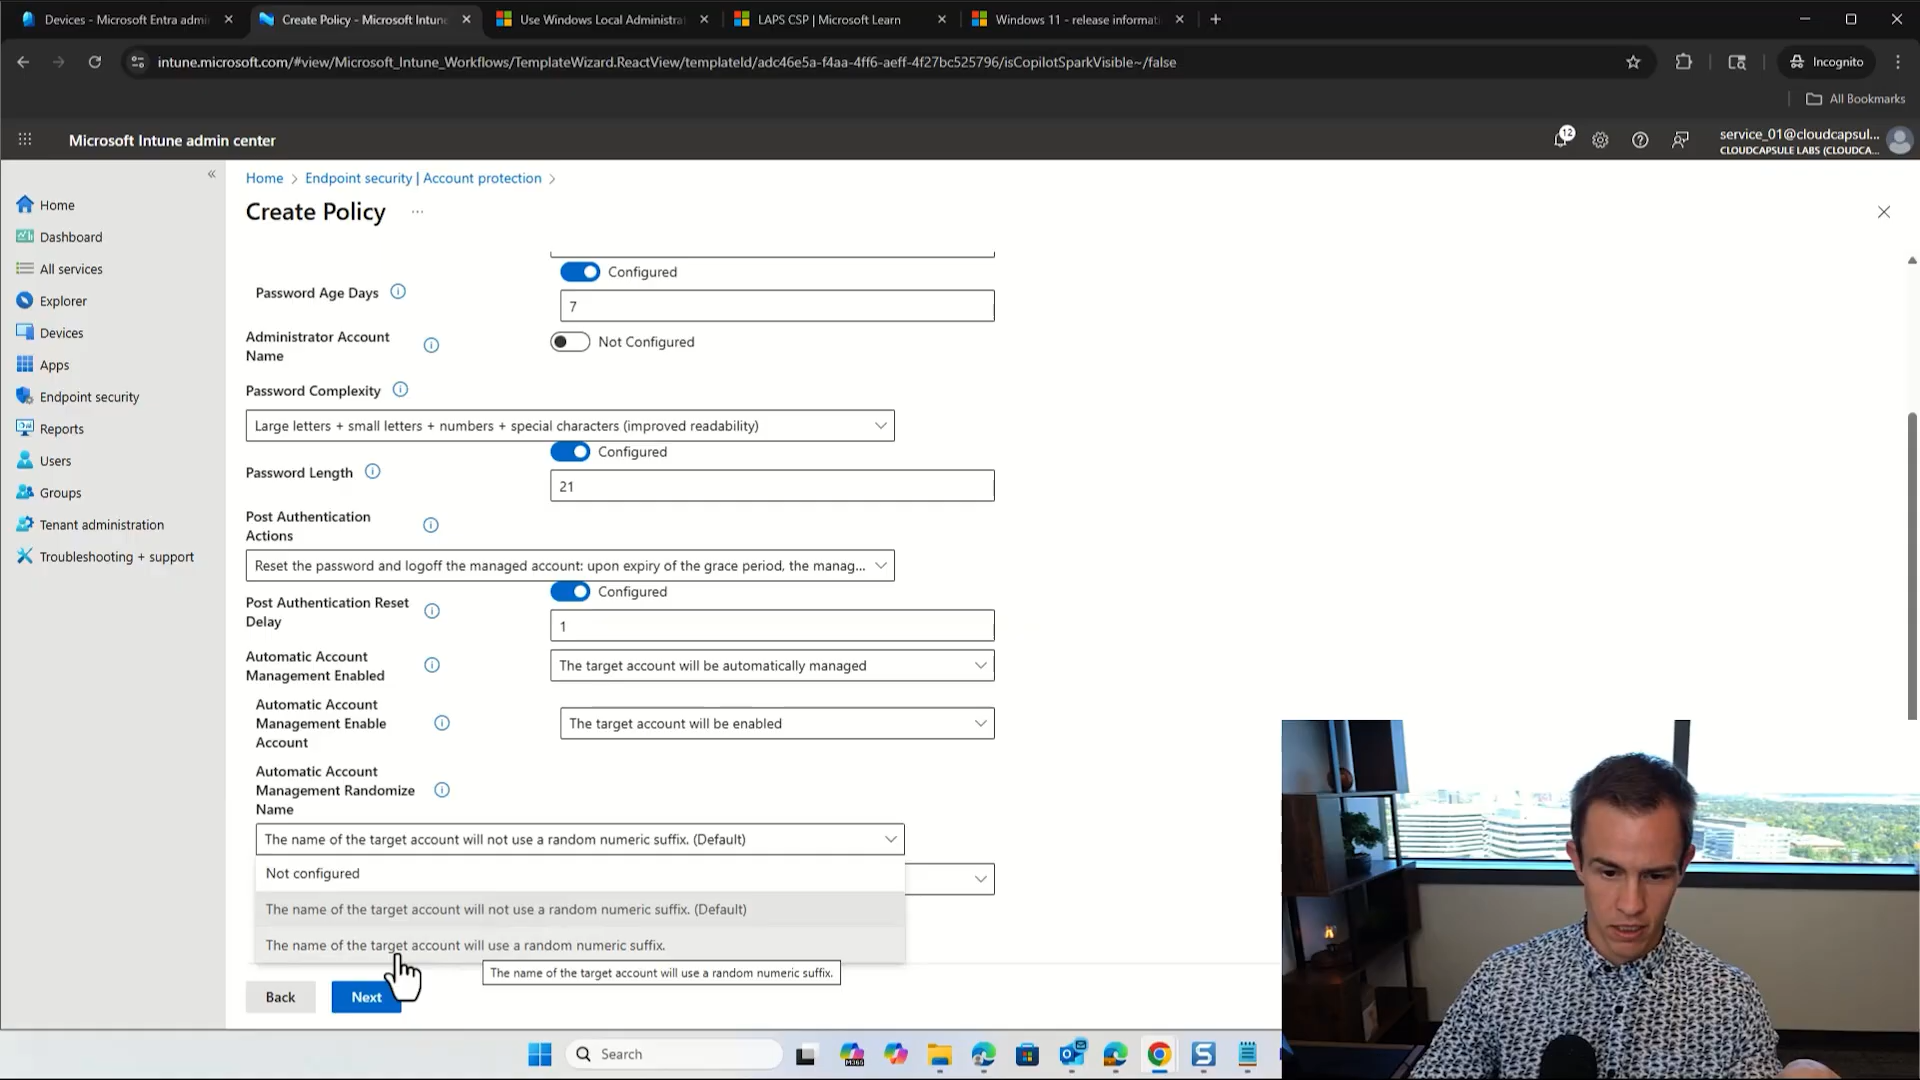 Devices - Microsoft Entra admi
Create Policy - Microsoft Intune
Use Windows Local Administra
LAPS CSP | Microsoft Learn
Windows 11 - release informati
intune.microsoft.com/#view/Microsoft_Intune_Workflows/TemplateWizard.ReactView/templateId/adc46e5a-f4aa-4ff6-aeff-4f27bc525796/isCopilotSparkVisible~/false
Incognito
All Bookmarks
Microsoft Intune admin center
12
service_01@cloudcapsul...
CLOUDCAPSULE LABS (CLOUDCA...
Home
Dashboard
All services
Explorer
Devices
Apps
Endpoint security
Reports
Users
Groups
Tenant administration
Troubleshooting + support
Home > Endpoint security | Account protection >
Create Policy ...
Configured
Password Age Days
7
Administrator Account
Name
Not Configured
Password Complexity
Large letters + small letters + numbers + special characters (improved readability)
Configured
Password Length
21
Post Authentication
Actions
Reset the password and logoff the managed account: upon expiry of the grace period, the manag...
Configured
Post Authentication Reset
Delay
1
Automatic Account
Management Enabled
The target account will be automatically managed
Automatic Account
Management Enable
Account
The target account will be enabled
Automatic Account
Management Randomize
Name
The name of the target account will not use a random numeric suffix. (Default)
Not configured
The name of the target account will not use a random numeric suffix. (Default)
The name of the target account will use a random numeric suffix.
The name of the target account will use a random numeric suffix.
Back
Next
Search
M365